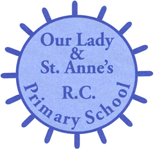 Our Lady
&
St. Anne's
R.C.
Primary School